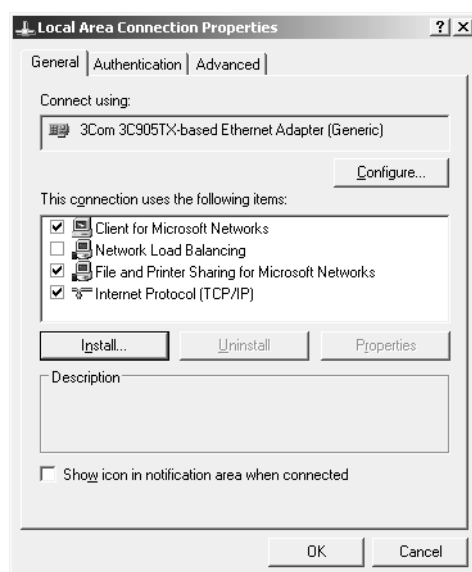 Local Area Connection Properties ? X
General Authentication Advanced
Connect using:
3Com 3C905TX-based Ethernet Adapter (Generic)
Configure...
This connection uses the following items:
Client for Microsoft Networks
Network Load Balancing
File and Printer Sharing for Microsoft Networks
Internet Protocol (TCP/IP)
Install... Uninstall Properties
Description
Show icon in notification area when connected
OK Cancel